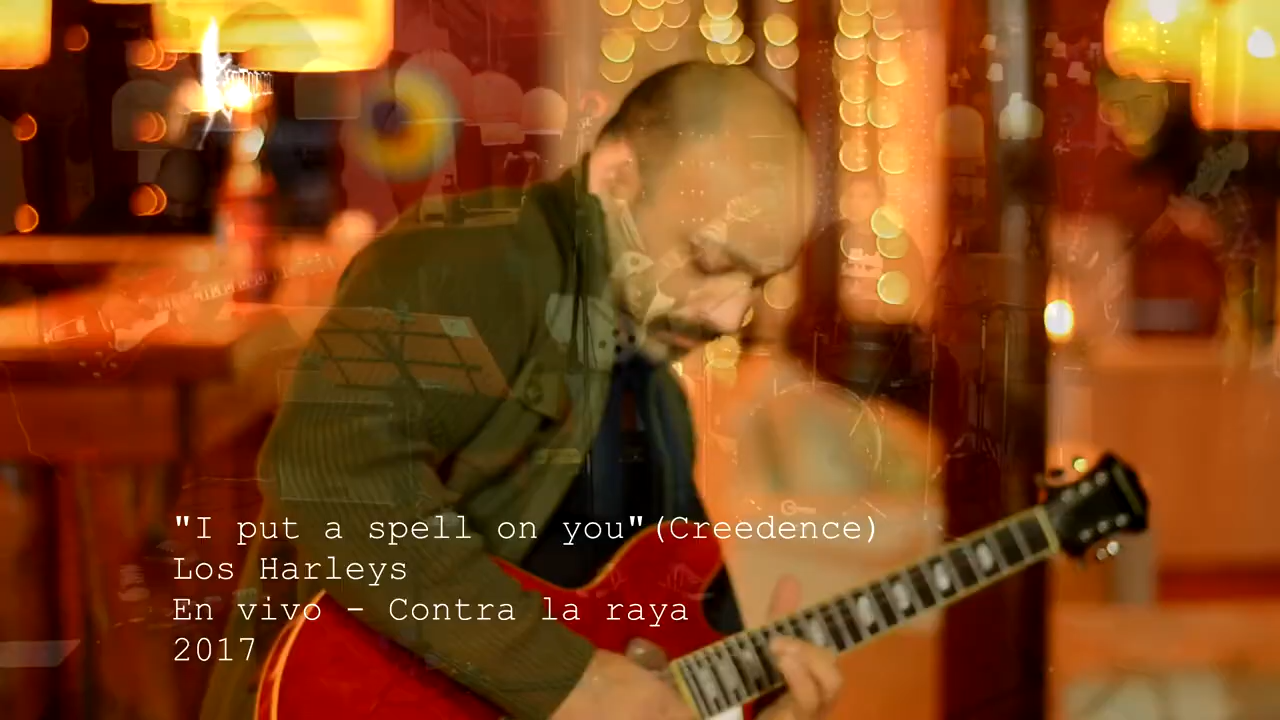 "I put a spell on you"(Creedence)
Los Harleys
En vivo - Contra la raya
2017